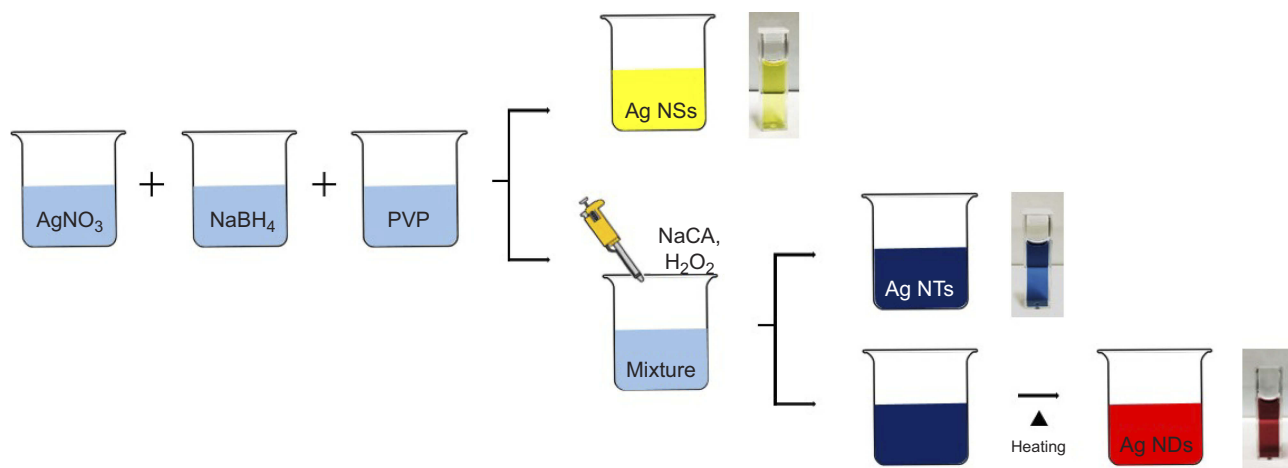 Ag NSs
AgNO₃
+
NaBH₄
+
PVP
NaCA,
H₂O₂
Mixture
Ag NTs
Heating
Ag NDs